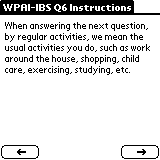 WPAI-IBS Q6 Instructions
When answering the next question,
by regular activities, we mean the
usual activities you do, such as work
around the house, shopping, child
care, exercising, studying, etc.